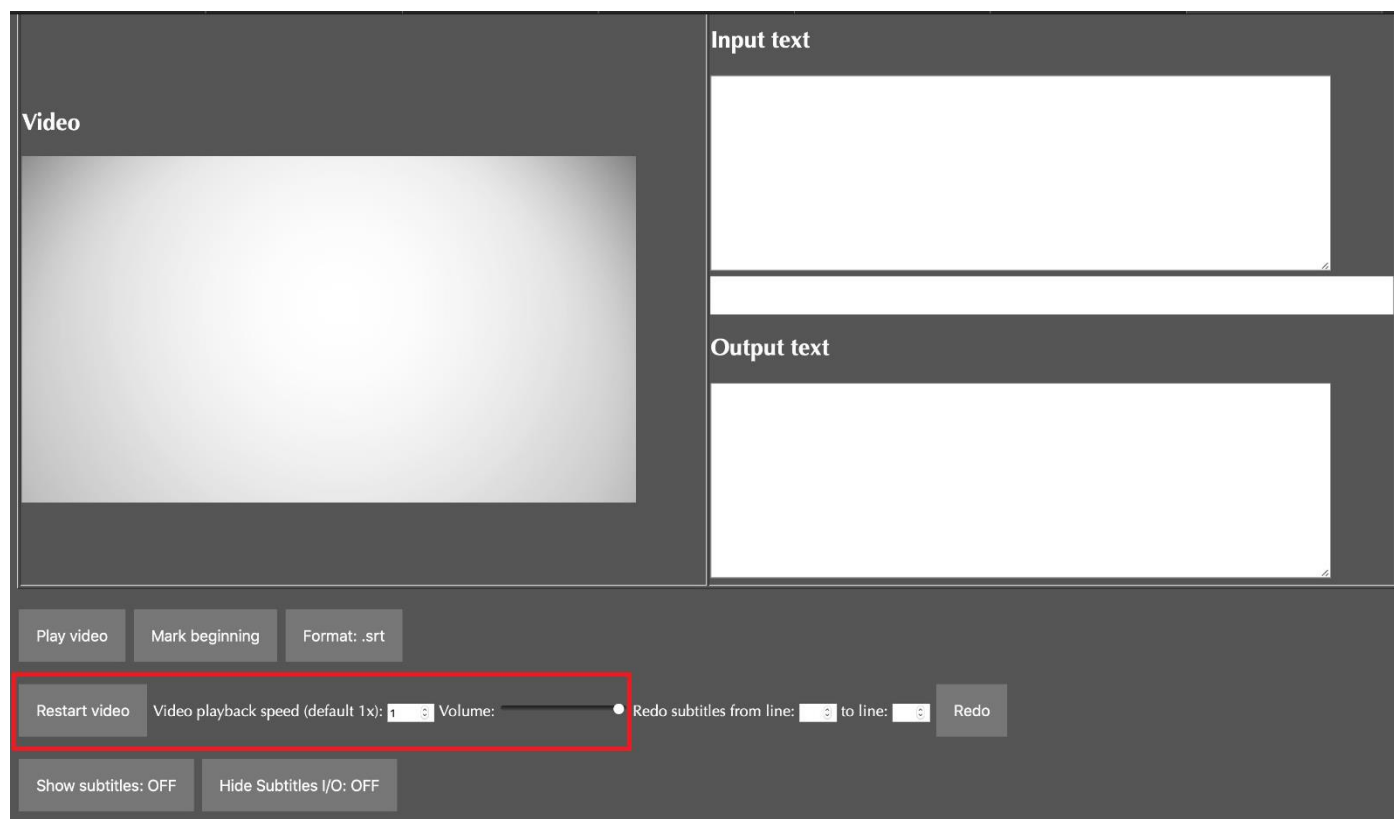 Input text
Video
Output text
Play video Mark beginning Format: .srt
Restart video Video playback speed (default 1x): 1 Volume: Redo subtitles from line: to line: Redo
Show subtitles: OFF Hide Subtitles I/O: OFF